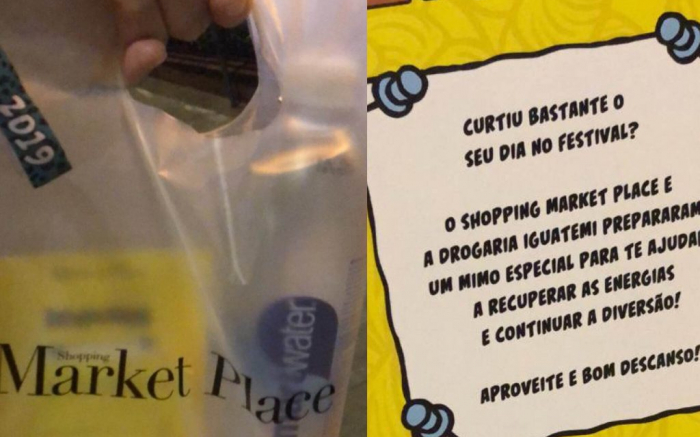 2019
water
Shopping
Market Place
CURTIU BASTANTE O
SEU DIA NO FESTIVAL?
O SHOPPING MARKET PLACE E
A DROGARIA IGUATEMI PREPARARAM
UM MIMO ESPECIAL PARA TE AJUDA
A RECUPERAR AS ENERGIAS
E CONTINUAR A DIVERSÃO!
APROVEITE E BOM DESCANSO!